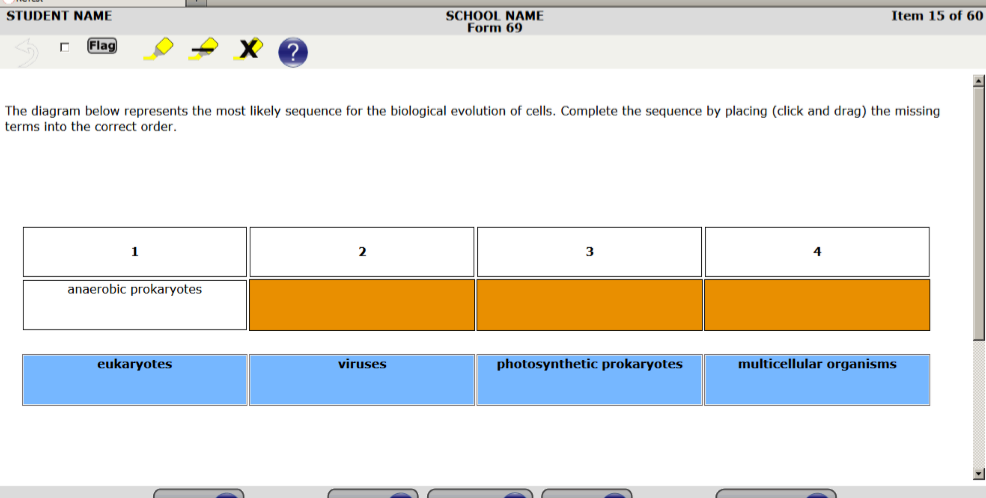 STUDENT NAME SCHOOL NAME Item 15 of 60
Form 69
Flag X ?
The diagram below represents the most likely sequence for the biological evolution of cells. Complete the sequence by placing (click and drag) the missing
terms into the correct order.
1 2 3 4
anaerobic prokaryotes
eukaryotes viruses photosynthetic prokaryotes multicellular organisms